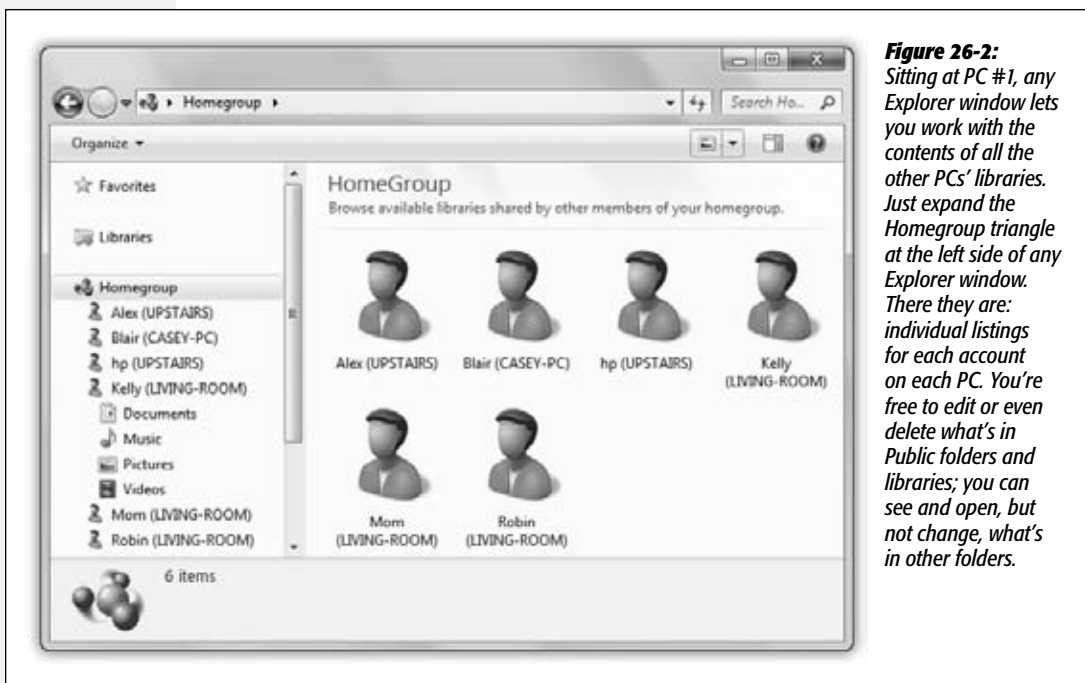 Homegroup
Search Ho...
Organize
Favorites
Libraries
Homegroup
Alex (UPSTAIRS)
Blair (CASEY-PC)
hp (UPSTAIRS)
Kelly (LIVING-ROOM)
Documents
Music
Pictures
Videos
Mom (LIVING-ROOM)
Robin (LIVING-ROOM)
HomeGroup
Browse available libraries shared by other members of your homegroup.
Alex (UPSTAIRS)
Blair (CASEY-PC)
hp (UPSTAIRS)
Kelly
(LIVING-ROOM)
Mom
(LIVING-ROOM)
Robin
(LIVING-ROOM)
6 items
Figure 26-2:
Sitting at PC #1, any
Explorer window lets
you work with the
contents of all the
other PCs’ libraries.
Just expand the
Homegroup triangle
at the left side of any
Explorer window.
There they are:
individual listings
for each account
on each PC. You’re
free to edit or even
delete what’s in
Public folders and
libraries; you can
see and open, but
not change, what’s
in other folders.